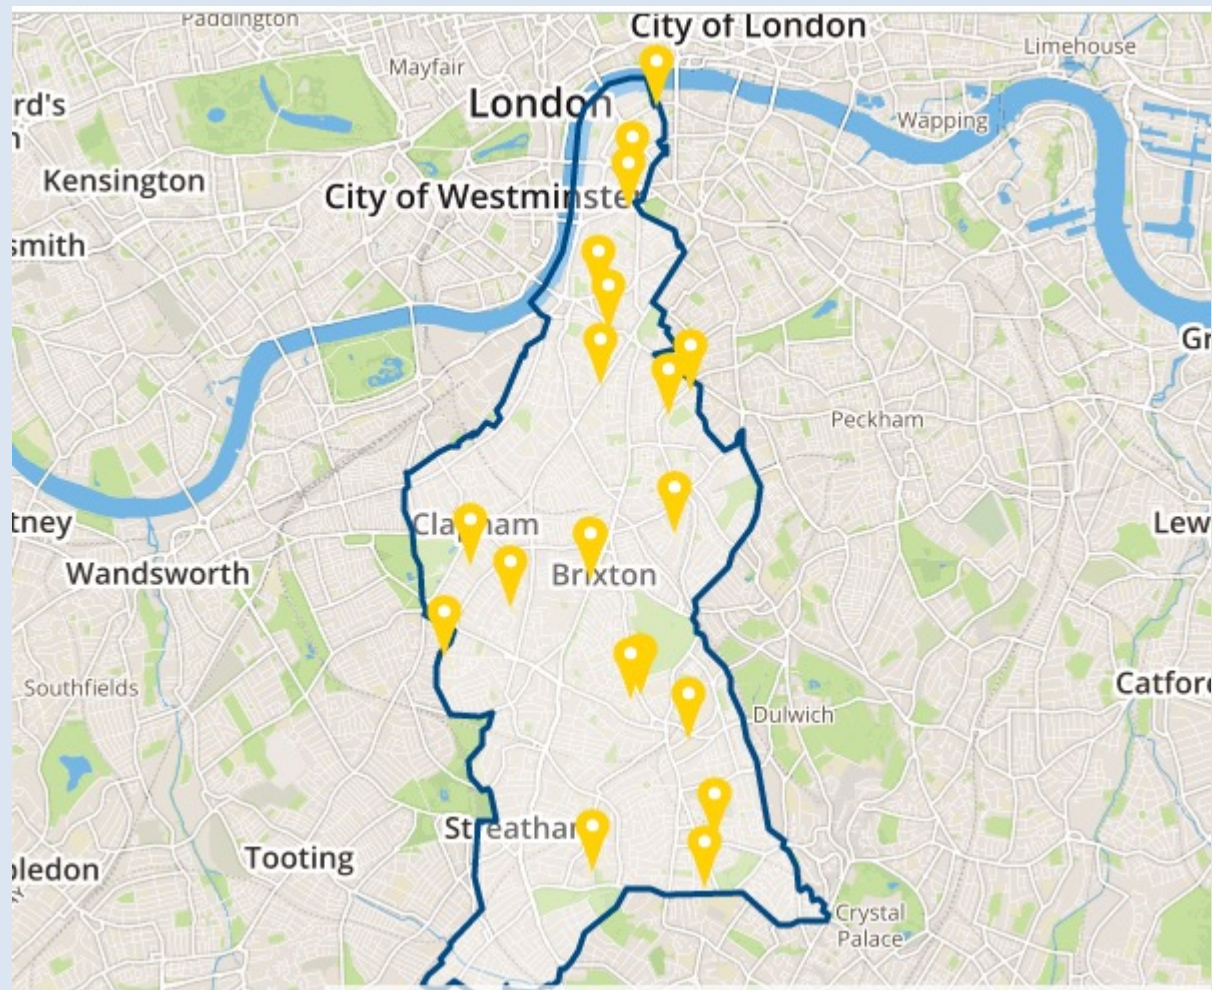 Paddington
City of London
Limehouse
Mayfair
London
rd's
n
Wapping
Kensington
City of Westminster
smith
Gr
Peckham
tney
Clapham
Lew
Wandsworth
Brixton
Southfields
Catford
Dulwich
Streatham
Tooting
bledon
Crystal
Palace